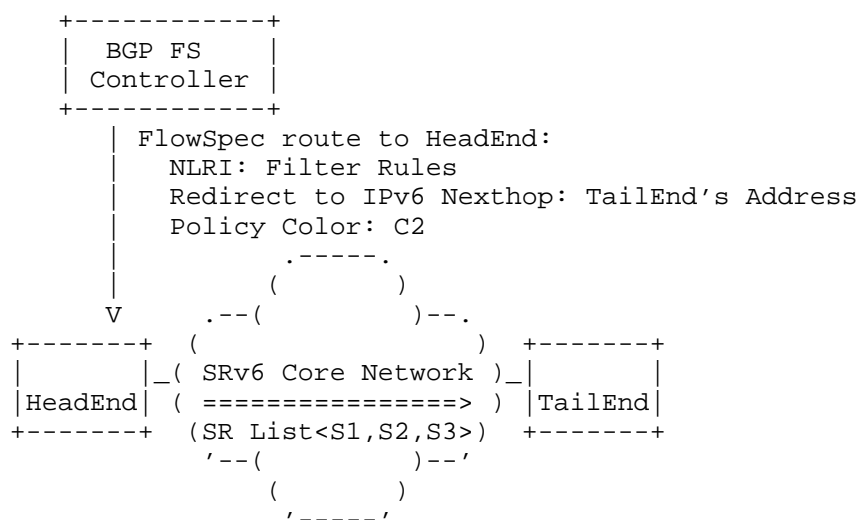 BGP FS
Controller
FlowSpec route to HeadEnd:
NLRI: Filter Rules
Redirect to IPv6 Nexthop: TailEnd's Address
Policy Color: C2
SRv6 Core Network
HeadEnd ================> TailEnd
(SR List<S1,S2,S3>)